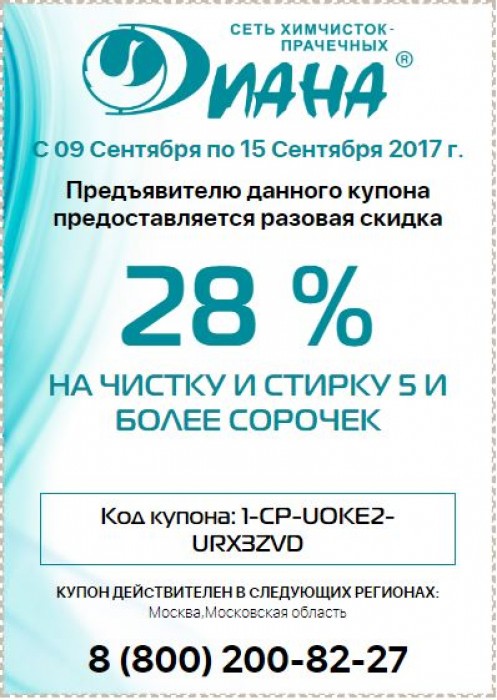 СЕТЬ ХИМЧИСТОК-
ПРАЧЕЧНЫХ
ДИАНА®
С 09 Сентября по 15 Сентября 2017 г.
Предъявителю данного купона
предоставляется разовая скидка
28 %
НА ЧИСТКУ И СТИРКУ 5 И
БОЛЕЕ СОРОЧЕК
Код купона: 1-CP-UOKE2-
URX3ZVD
КУПОН ДЕЙСТВИТЕЛЕН В СЛЕДУЮЩИХ РЕГИОНАХ:
Москва,Московская область
8 (800) 200-82-27